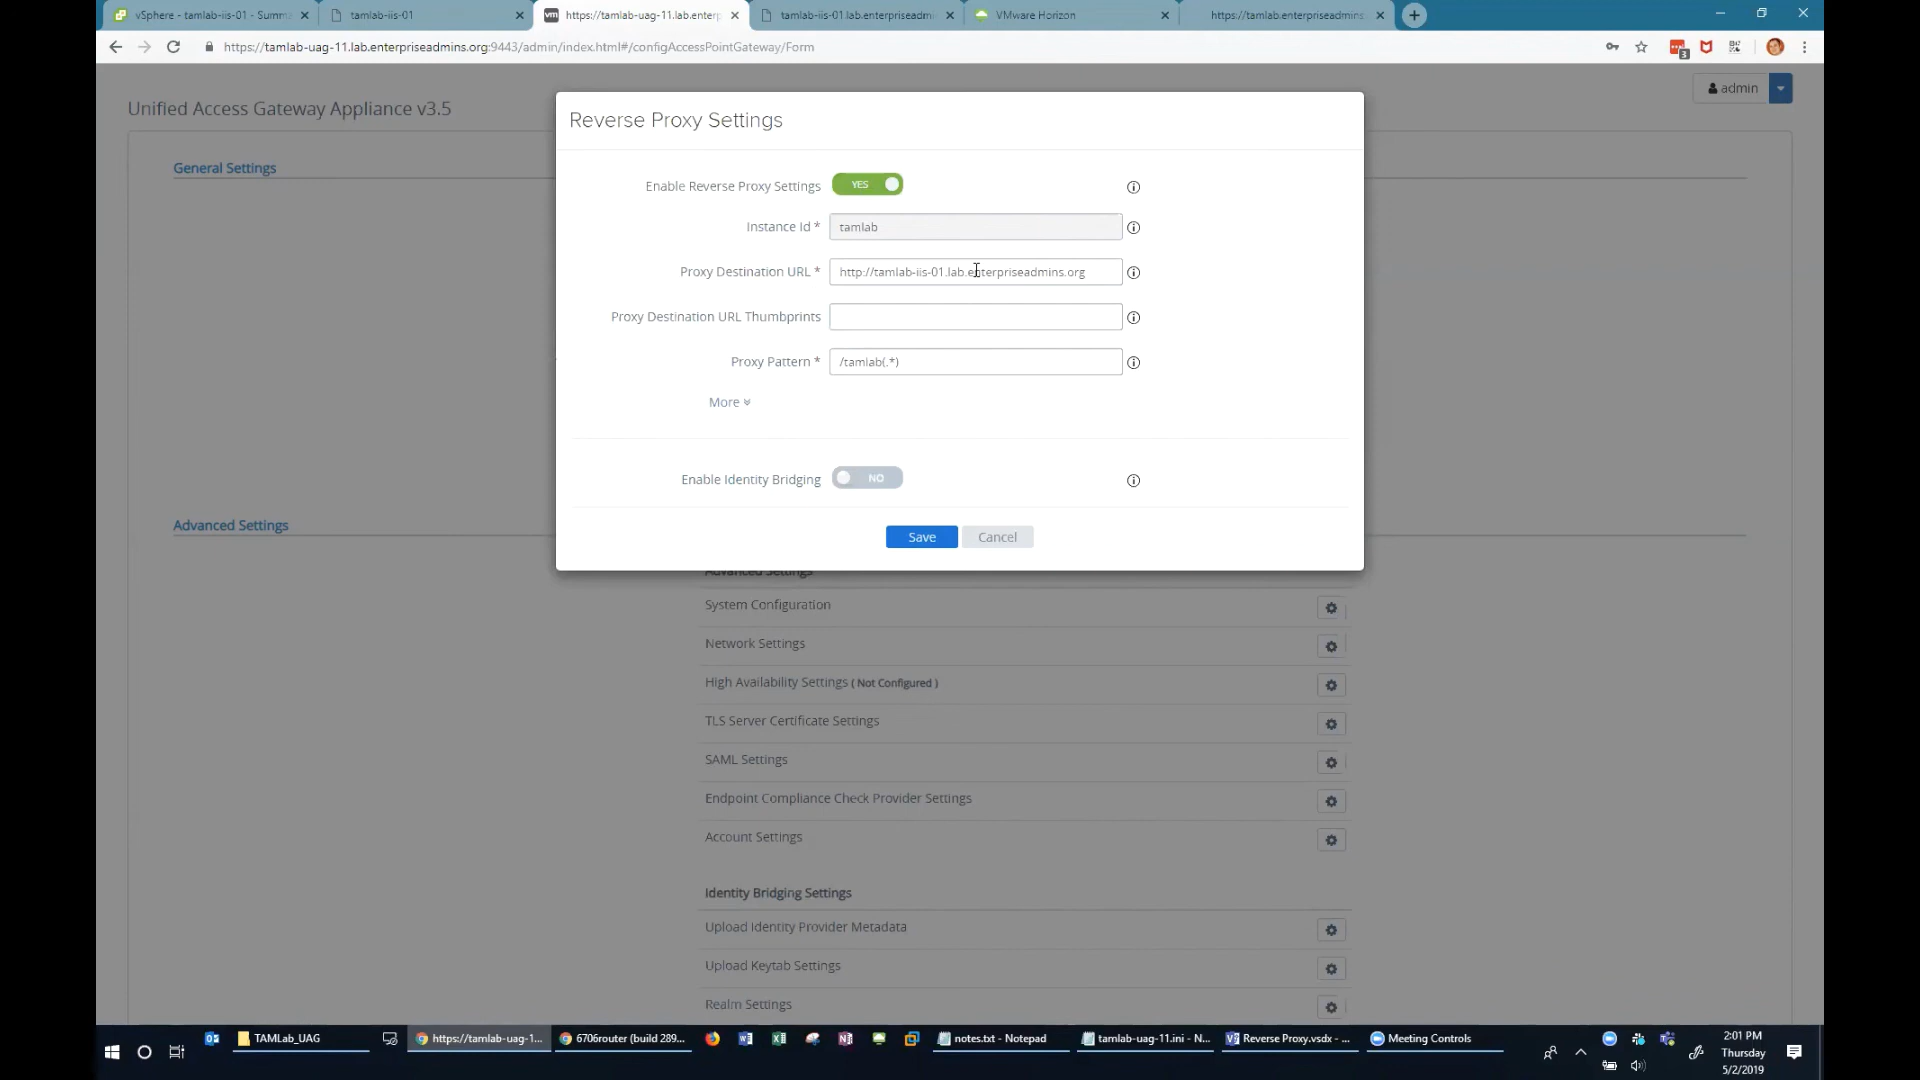 vSphere - tamlab-iis-01 - Summ
tamlab-iis-01
https://tamlab-uag-11.lab.enterp
tamlab-iis-01.lab.enterpriseadmi
VMware Horizon
https://tamlab.enterpriseadmins
https://tamlab-uag-11.lab.enterpriseadmins.org:9443/admin/index.html#/configAccessPointGateway/Form
3
Unified Access Gateway Appliance v3.5
admin
General Settings
Reverse Proxy Settings
Enable Reverse Proxy Settings
YES
Instance Id *
tamlab
Proxy Destination URL *
http://tamlab-iis-01.lab.enterpriseadmins.org
Proxy Destination URL Thumbprints
Proxy Pattern *
/tamlab(.*)
More
Enable Identity Bridging
NO
Save
Cancel
Advanced Settings
Advanced Settings
System Configuration
Network Settings
High Availability Settings ( Not Configured )
TLS Server Certificate Settings
SAML Settings
Endpoint Compliance Check Provider Settings
Account Settings
Identity Bridging Settings
Upload Identity Provider Metadata
Upload Keytab Settings
Realm Settings
TAMLab_UAG
https://tamlab-uag-1...
6706router (build 289...
notes.txt - Notepad
tamlab-uag-11.ini - N...
Reverse Proxy.vsdx - ...
Meeting Controls
2:01 PM
Thursday
5/2/2019